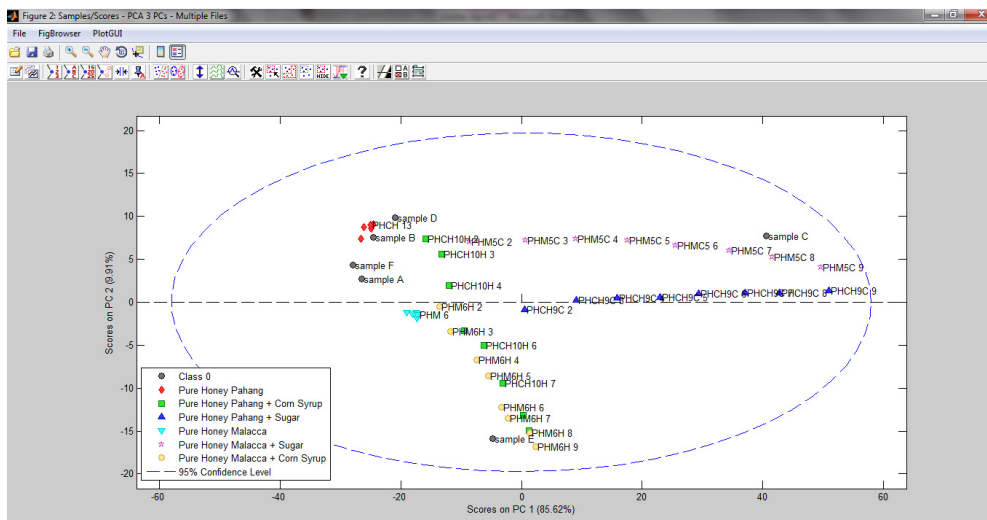 Figure 2: Samples/Scores - PCA 3 PCs - Multiple Files
File FigBrowser PlotGUI
20
15
10
5
0
-5
-10
-15
-20
Scores on PC 2 (9.91%)
sample D
PHCH 13
sample B
PHCH10H 2
PHM5C 2
PHM5C 3
PHM5C 4
PHM5C 5
PHMC5 6
sample C
PHM5C 7
PHCH10H 3
PHM5C 8
sample F
PHM5C 9
sample A
PHCH10H 4
PHCH9C 9
PHM6H 2
PHCH9C 2
PHM 6
PHM6H 3
PHCH10H 6
PHM6H 4
PHM6H 5
PHCH10H 7
PHM6H 6
PHM6H 7
PHM6H 8
sample E
PHM6H 9
Class 0
Pure Honey Pahang
Pure Honey Pahang + Corn Syrup
Pure Honey Pahang + Sugar
Pure Honey Malacca
Pure Honey Malacca + Sugar
Pure Honey Malacca + Corn Syrup
95% Confidence Level
-60 -40 -20 0 20 40 60
Scores on PC 1 (85.62%)